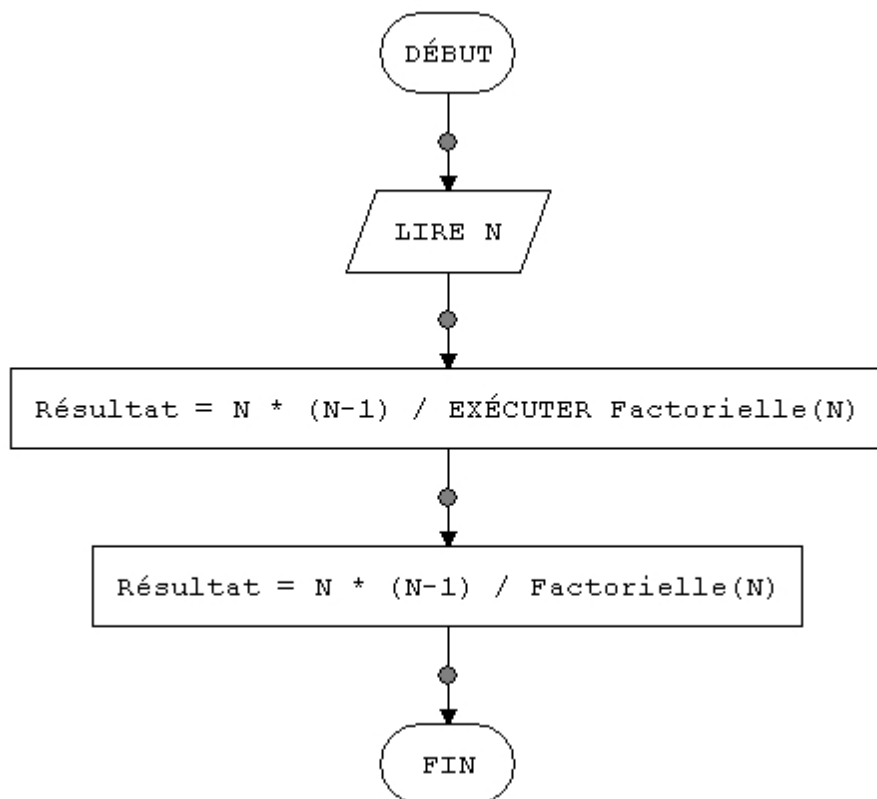 DÉBUT
LIRE N
Résultat = N * (N-1) / EXÉCUTER Factorielle(N)
Résultat = N * (N-1) / Factorielle(N)
FIN